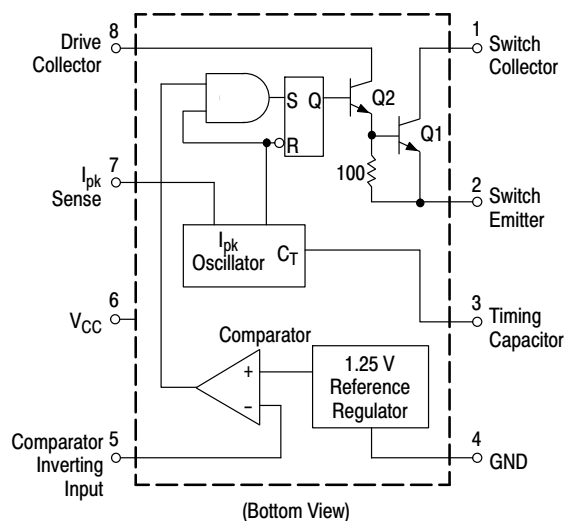 8
Drive
Collector
1
Switch
Collector
S
Q
R
Q2
Q1
100
7
Ipk
Sense
2
Switch
Emitter
Ipk
Oscillator
CT
6
VCC
3
Timing
Capacitor
Comparator
+
–
1.25 V
Reference
Regulator
5
Comparator
Inverting
Input
4
GND
(Bottom View)